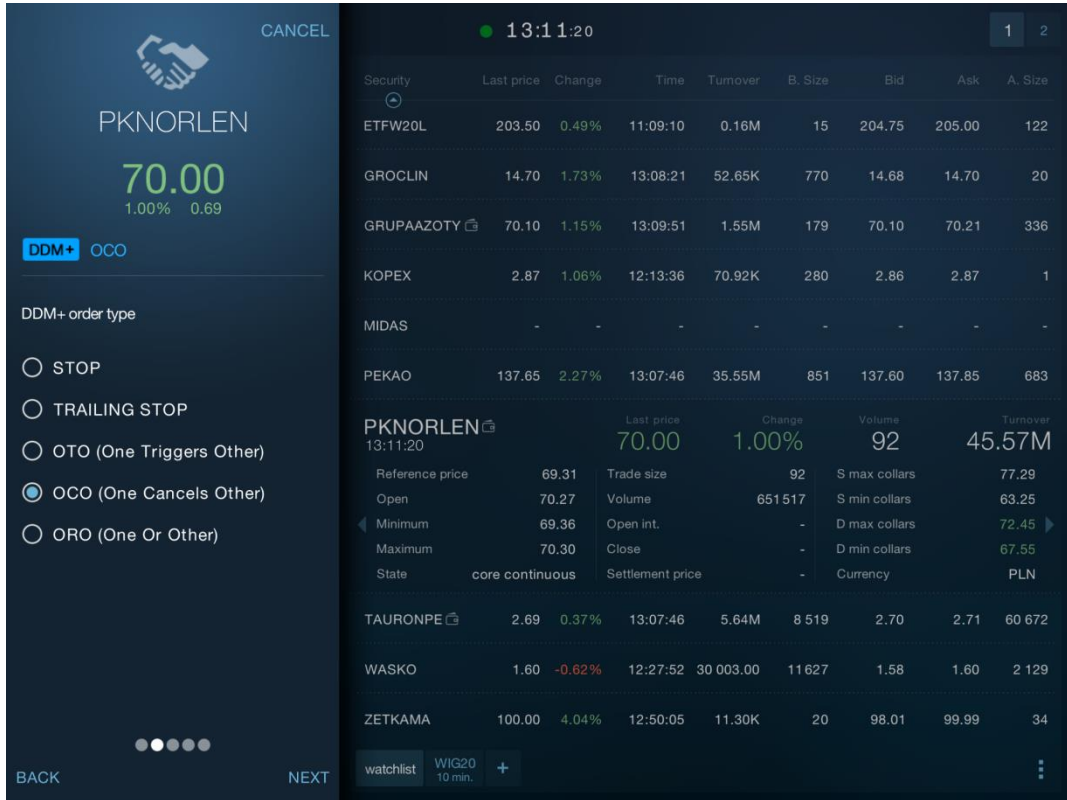 CANCEL
PKNORLEN
70.00
1.00% 0.69
DDM+ OCO
DDM+ order type
STOP
TRAILING STOP
OTO (One Triggers Other)
OCO (One Cancels Other)
ORO (One Or Other)
BACK NEXT
13:11:20 1 2
Security Last price Change Time Turnover B. Size Bid Ask A. Size
ETFW20L 203.50 0.49% 11:09:10 0.16M 15 204.75 205.00 122
GROCLIN 14.70 1.73% 13:08:21 52.65K 770 14.68 14.70 20
GRUPAAZOTY 70.10 1.15% 13:09:51 1.55M 179 70.10 70.21 336
KOPEX 2.87 1.06% 12:13:36 70.92K 280 2.86 2.87 1
MIDAS - - - - - - - -
PEKAO 137.65 2.27% 13:07:46 35.55M 851 137.60 137.85 683
PKNORLEN Last price Change Volume Turnover
13:11:20 70.00 1.00% 92 45.57M
Reference price 69.31 Trade size 92 S max collars 77.29
Open 70.27 Volume 651 517 S min collars 63.25
Minimum 69.36 Open int. - D max collars 72.45
Maximum 70.30 Close - D min collars 67.55
State core continuous Settlement price - Currency PLN
TAURONPE 2.69 0.37% 13:07:46 5.64M 8 519 2.70 2.71 60 672
WASKO 1.60 -0.62% 12:27:52 30 003.00 11 627 1.58 1.60 2 129
ZETKAMA 100.00 4.04% 12:50:05 11.30K 20 98.01 99.99 34
watchlist WIG20 +
10 min.